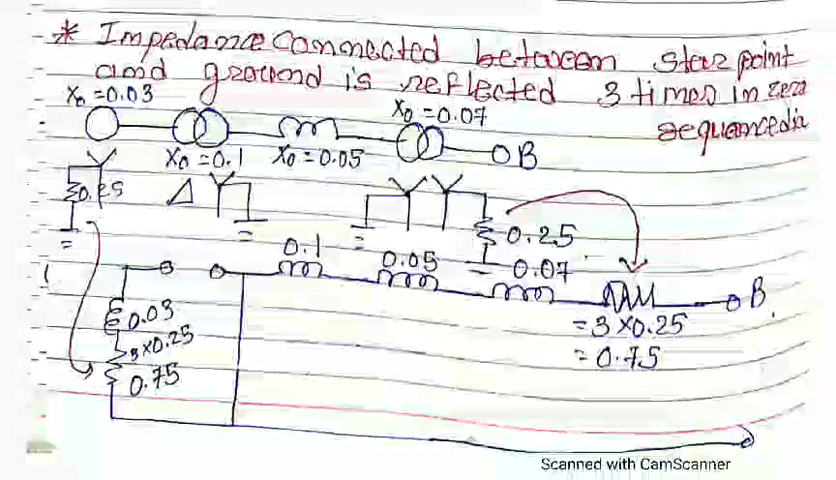 * Impedance connected between star point
and ground is reflected 3 times in zero
sequence dia
X0 = 0.03
X0 = 0.07
B
X0 = 0.1
X0 = 0.05
0.25
Δ
0.25
0.1
0.05
0.07
B
0.03
3×0.25
0.75
= 3 × 0.25
= 0.75
Scanned with CamScanner